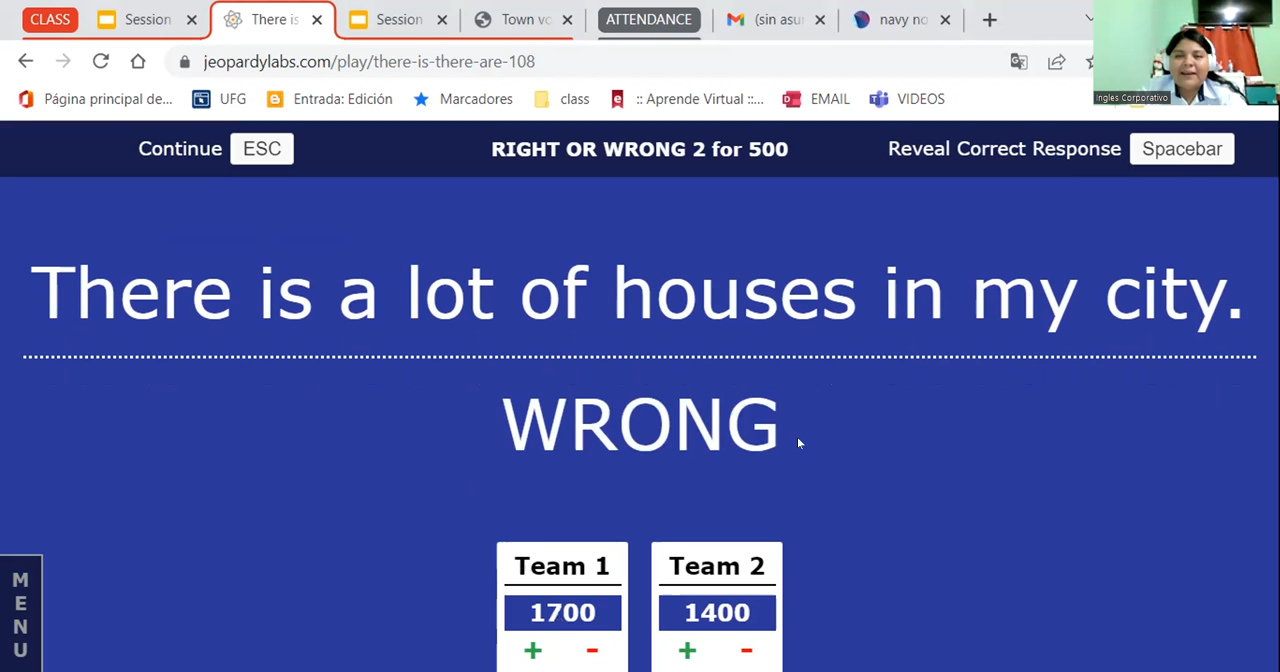 CLASS Session There is Session Town vo ATTENDANCE (sin asu navy no
jeopardylabs.com/play/there-is-there-are-108
Página principal de... UFG Entrada: Edición Marcadores class :: Aprende Virtual ::... EMAIL VIDEOS
Ingles Corporativo
Continue ESC RIGHT OR WRONG 2 for 500 Reveal Correct Response Spacebar
There is a lot of houses in my city.
WRONG
Team 1 Team 2
1700 1400
+ - + -
MENU